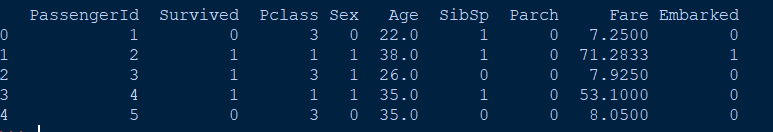 PassengerId Survived Pclass Sex Age SibSp Parch Fare Embarked
0 1 0 3 0 22.0 1 0 7.2500 0
1 2 1 1 1 38.0 1 0 71.2833 1
2 3 1 3 1 26.0 0 0 7.9250 0
3 4 1 1 1 35.0 1 0 53.1000 0
4 5 0 3 0 35.0 0 0 8.0500 0